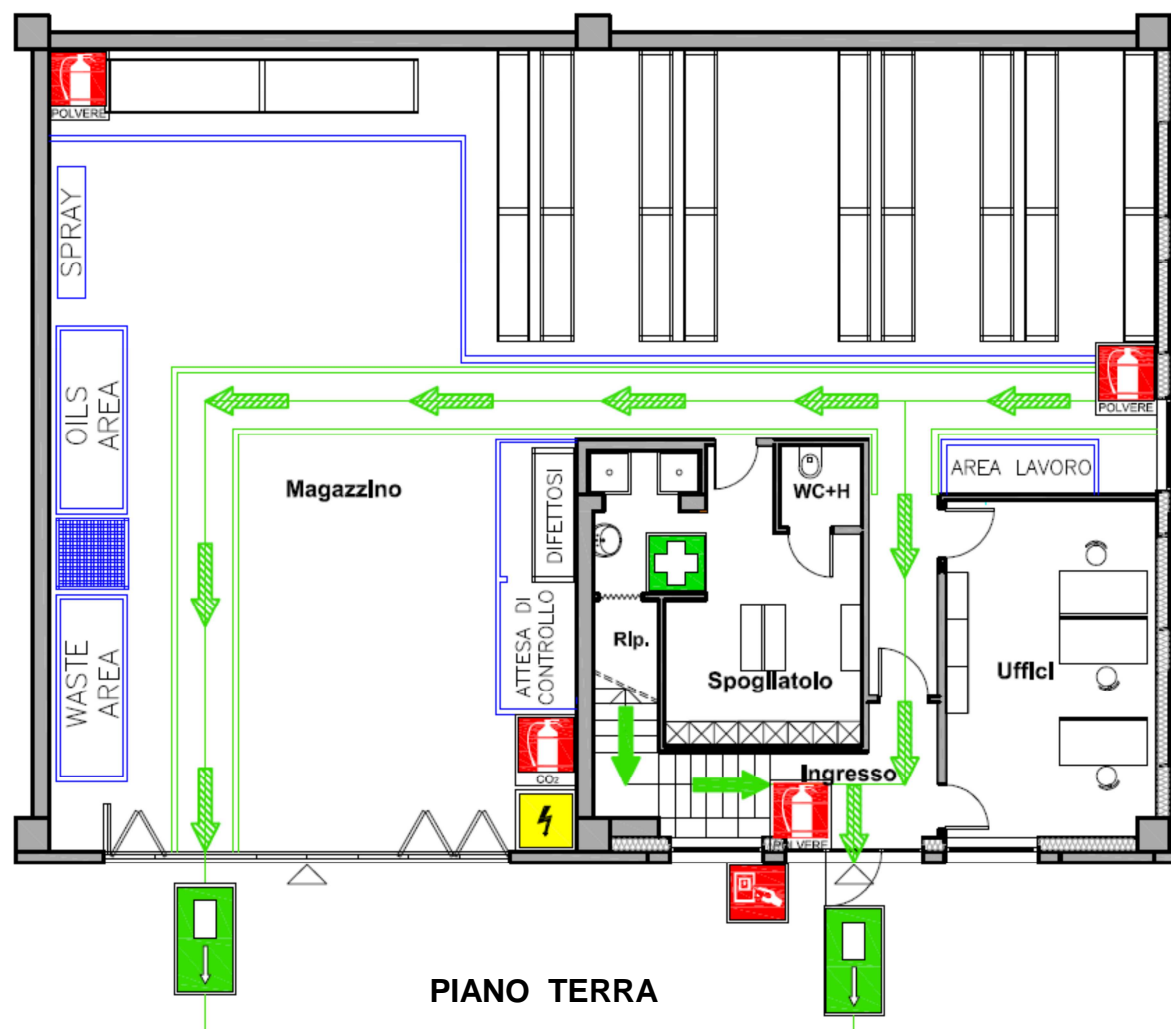 POLVERE
SPRAY
OILS
AREA
WASTE
AREA
Magazzino
DIFETTOSI
ATTESA DI
CONTROLLO
CO2
WC+H
Rip.
Spogliatoio
Ingresso
POLVERE
POLVERE
AREA LAVORO
Uffici
PIANO TERRA